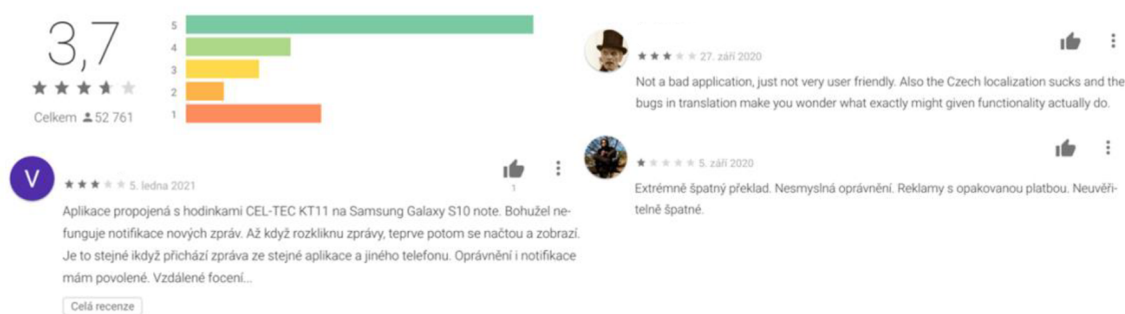 3,7
Celkem 52 761
5
4
3
2
1
V
5. ledna 2021
1
Aplikace propojená s hodinkami CEL-TEC KT11 na Samsung Galaxy S10 note. Bohužel ne-
funguje notifikace nových zpráv. Až když rozkliknu zprávy, teprve potom se načtou a zobrazí.
Je to stejné ikdyž přichází zpráva ze stejné aplikace a jiného telefonu. Oprávnění i notifikace
mám povolené. Vzdálené focení...
Celá recenze
27. září 2020
Not a bad application, just not very user friendly. Also the Czech localization sucks and the
bugs in translation make you wonder what exactly might given functionality actually do.
5. září 2020
Extrémně špatný překlad. Nesmyslná oprávnění. Reklamy s opakovanou platbou. Neuvěři-
telně špatné.